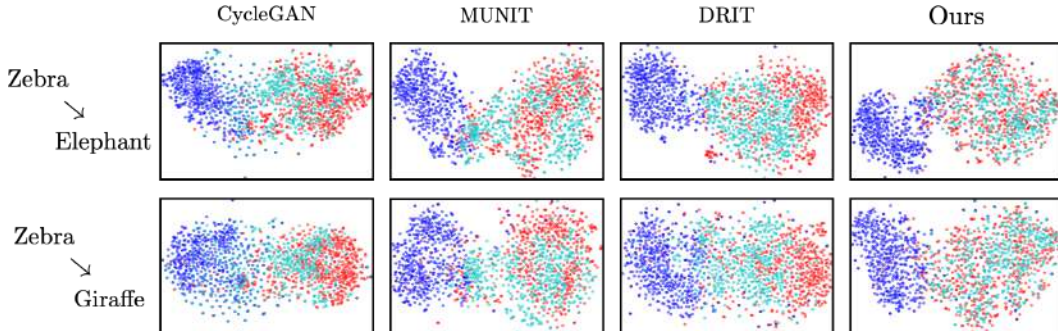 CycleGAN MUNIT DRIT Ours
Zebra
Elephant
Zebra
Giraffe